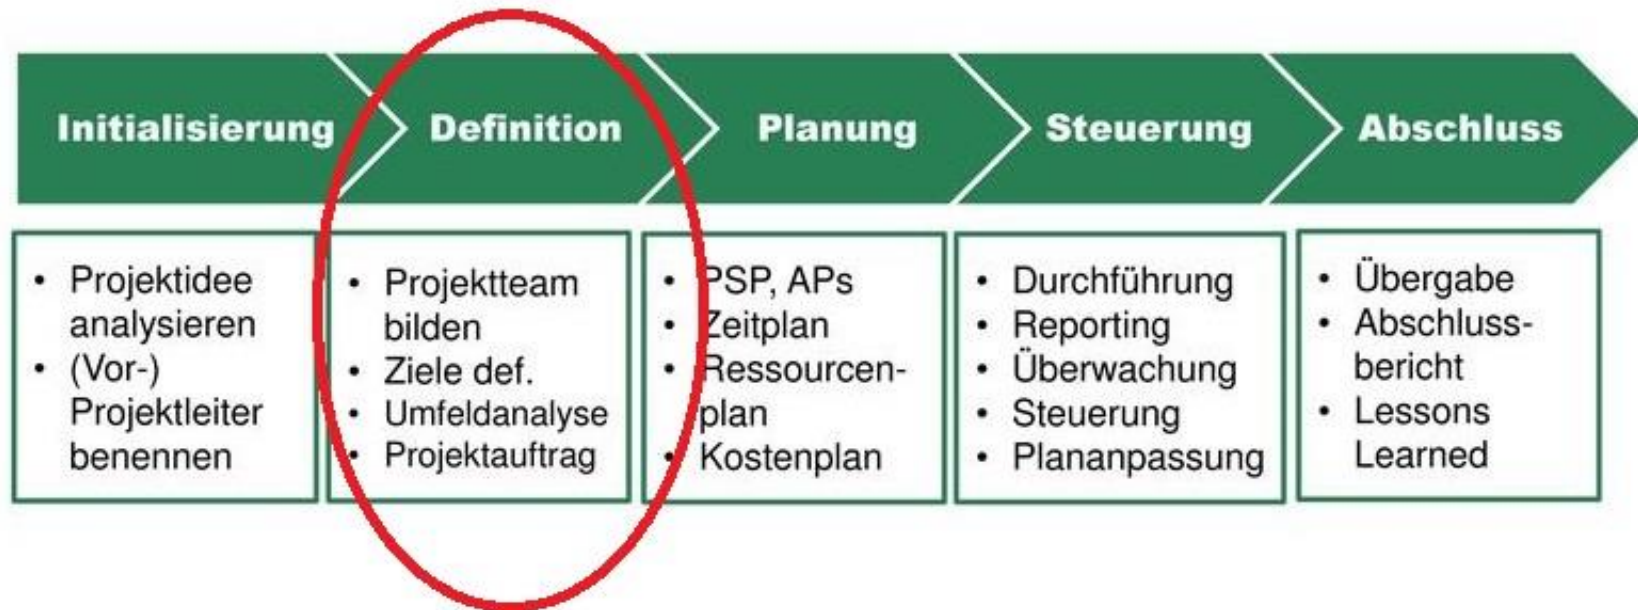 Initialisierung
Definition
Planung
Steuerung
Abschluss
• Projektidee
analysieren
• (Vor-)
Projektleiter
benennen
• Projektteam
bilden
• Ziele def.
• Umfeldanalyse
• Projektauftrag
• PSP, APs
• Zeitplan
• Ressourcen-
plan
• Kostenplan
• Durchführung
• Reporting
• Überwachung
• Steuerung
• Plananpassung
• Übergabe
• Abschluss-
bericht
• Lessons
Learned